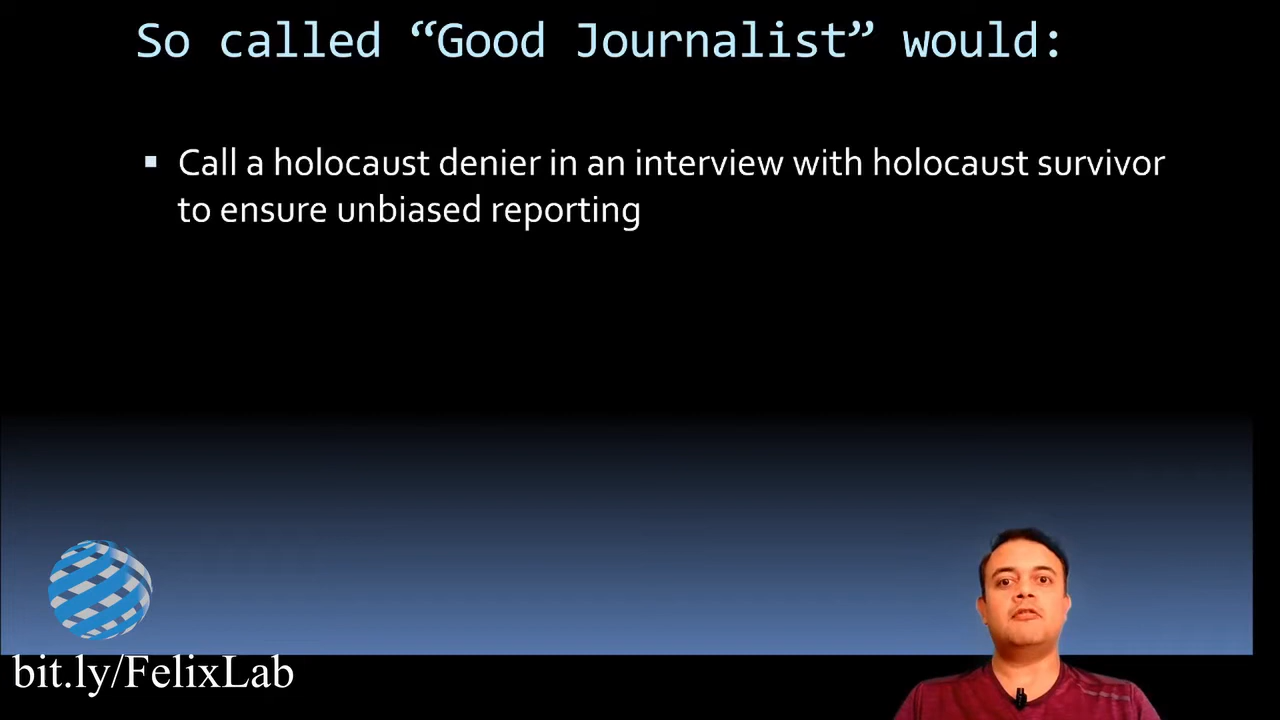 So called “Good Journalist” would:
▪ Call a holocaust denier in an interview with holocaust survivor
to ensure unbiased reporting
bit.ly/FelixLab